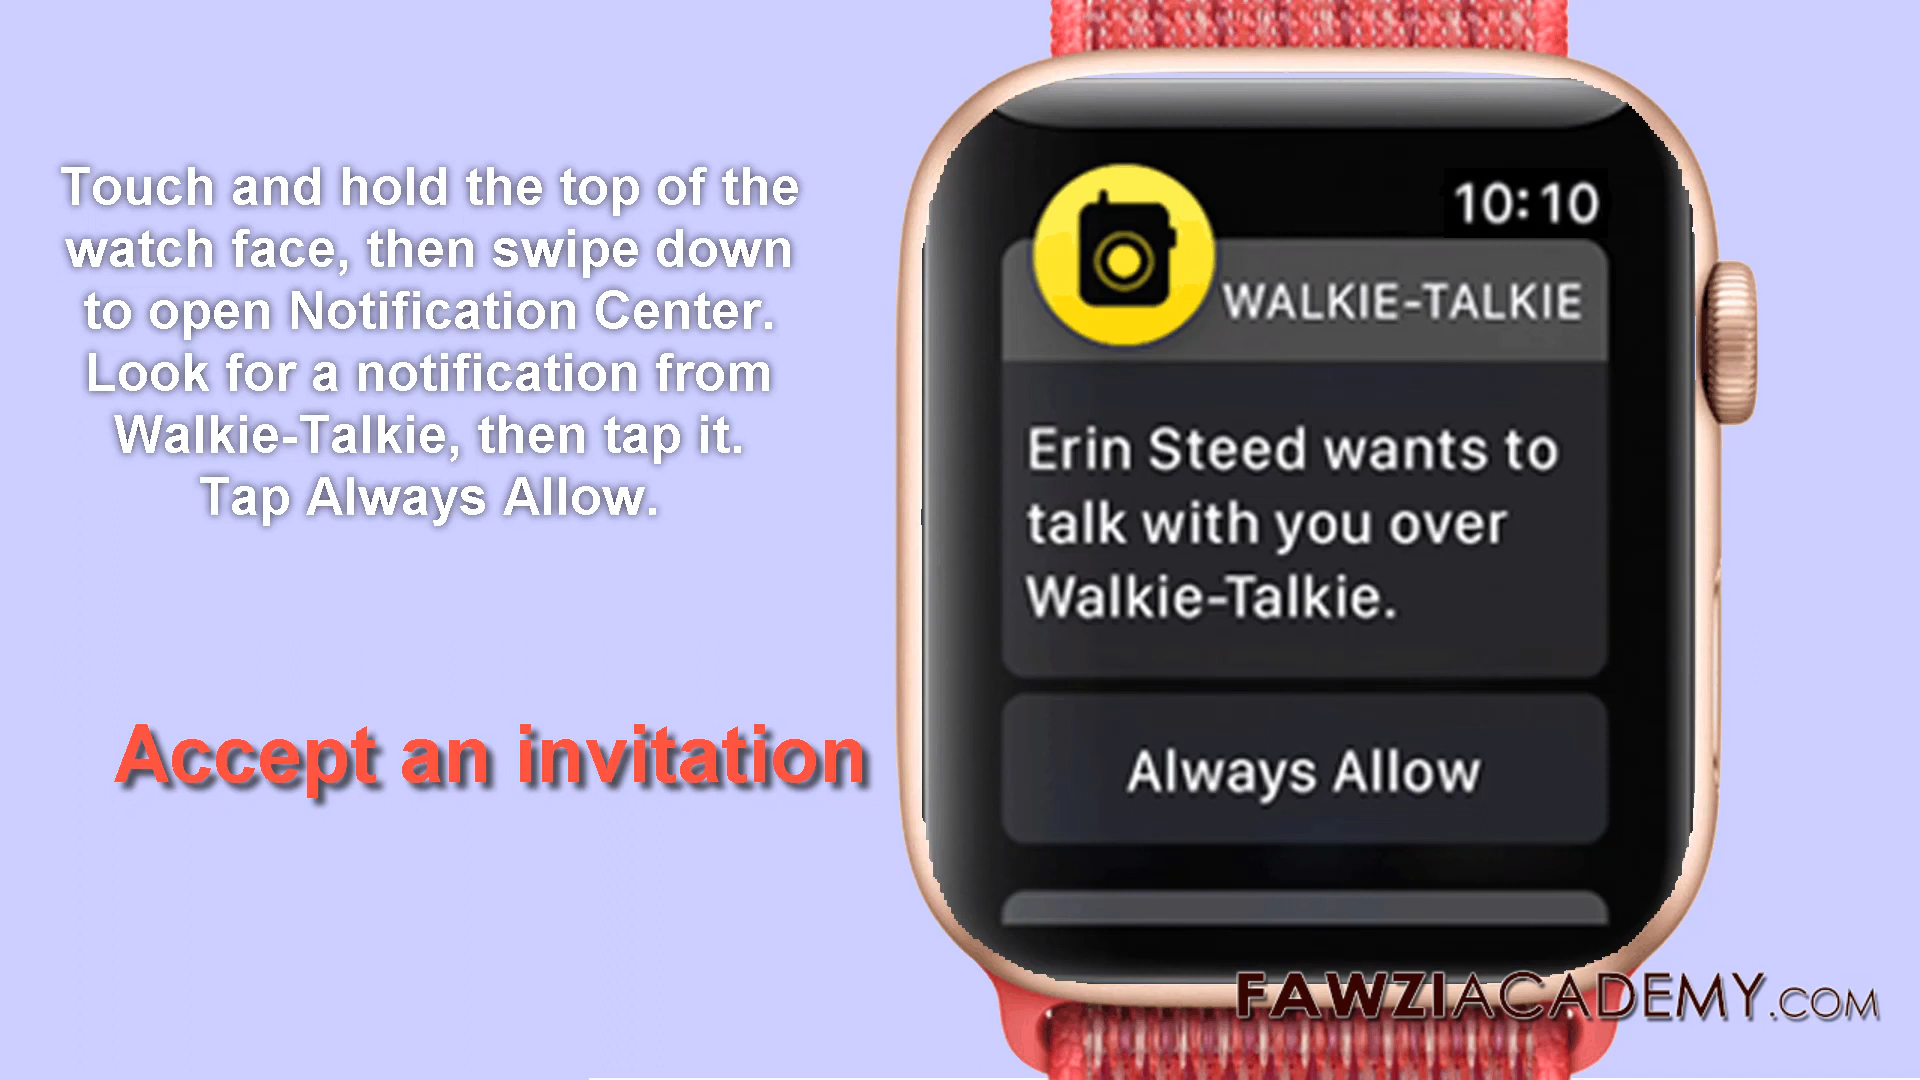 Touch and hold the top of the
watch face, then swipe down
to open Notification Center.
Look for a notification from
Walkie-Talkie, then tap it.
Tap Always Allow.
Accept an invitation
10:10
WALKIE-TALKIE
Erin Steed wants to
talk with you over
Walkie-Talkie.
Always Allow
FAWZIACADEMY.COM